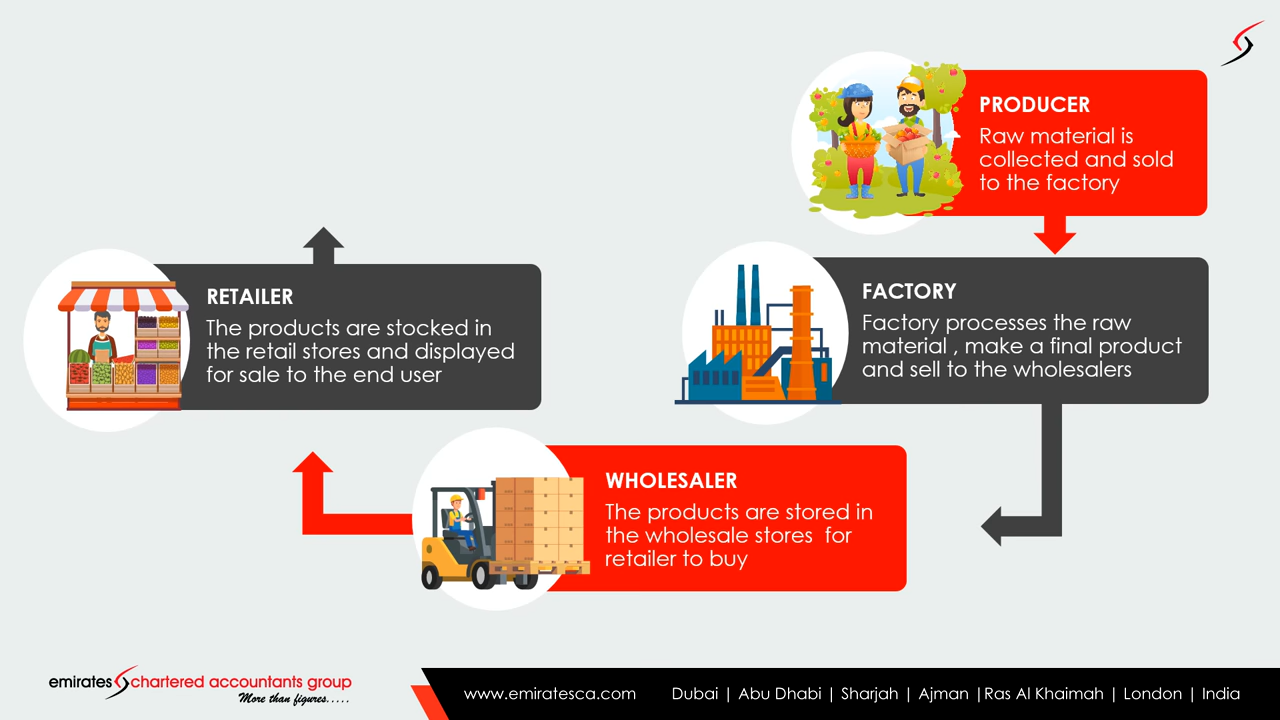 PRODUCER
Raw material is
collected and sold
to the factory
FACTORY
Factory processes the raw
material , make a final product
and sell to the wholesalers
WHOLESALER
The products are stored in
the wholesale stores  for
retailer to buy
RETAILER
The products are stocked in
the retail stores and displayed
for sale to the end user
emirates chartered accountants group
More than figures.....
www.emiratesca.com
Dubai | Abu Dhabi | Sharjah | Ajman |Ras Al Khaimah | London | India